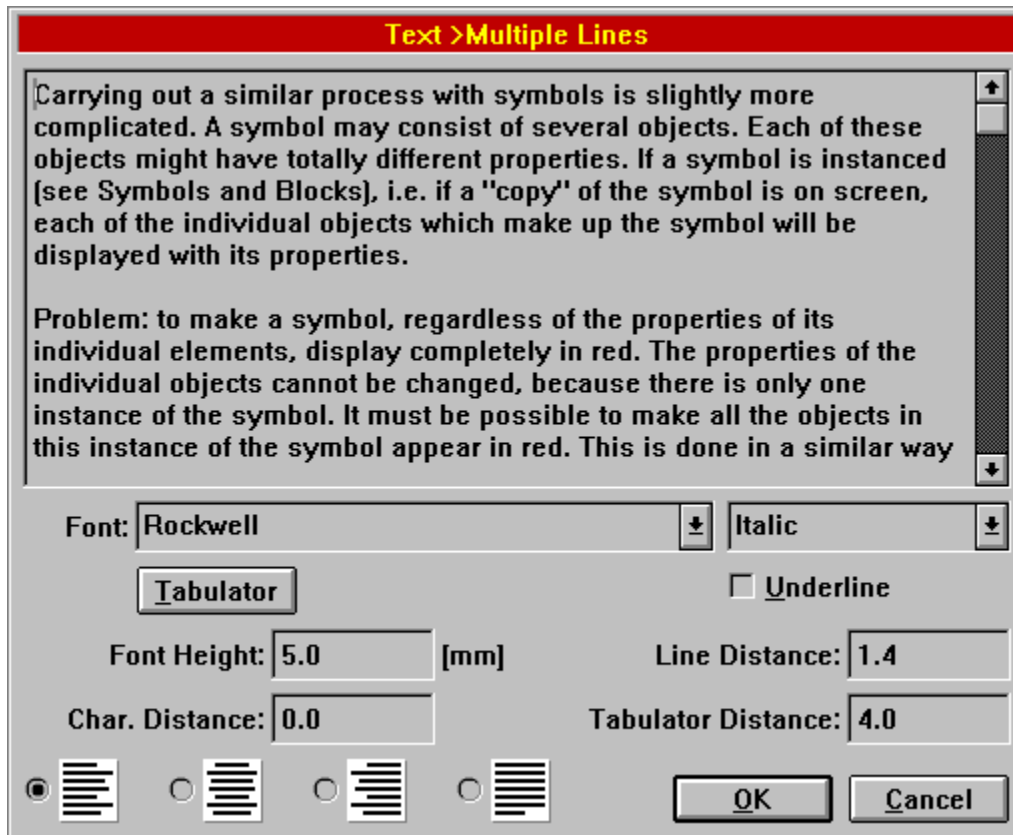 Text >Multiple Lines
Carrying out a similar process with symbols is slightly more
complicated. A symbol may consist of several objects. Each of these
objects might have totally different properties. If a symbol is instanced
(see Symbols and Blocks), i.e. if a "copy" of the symbol is on screen,
each of the individual objects which make up the symbol will be
displayed with its properties.
Problem: to make a symbol, regardless of the properties of its
individual elements, display completely in red. The properties of the
individual objects cannot be changed, because there is only one
instance of the symbol. It must be possible to make all the objects in
this instance of the symbol appear in red. This is done in a similar way
Font: Rockwell Italic
Tabulator Underline
Font Height: 5.0 [mm] Line Distance: 1.4
Char. Distance: 0.0 Tabulator Distance: 4.0
OK Cancel